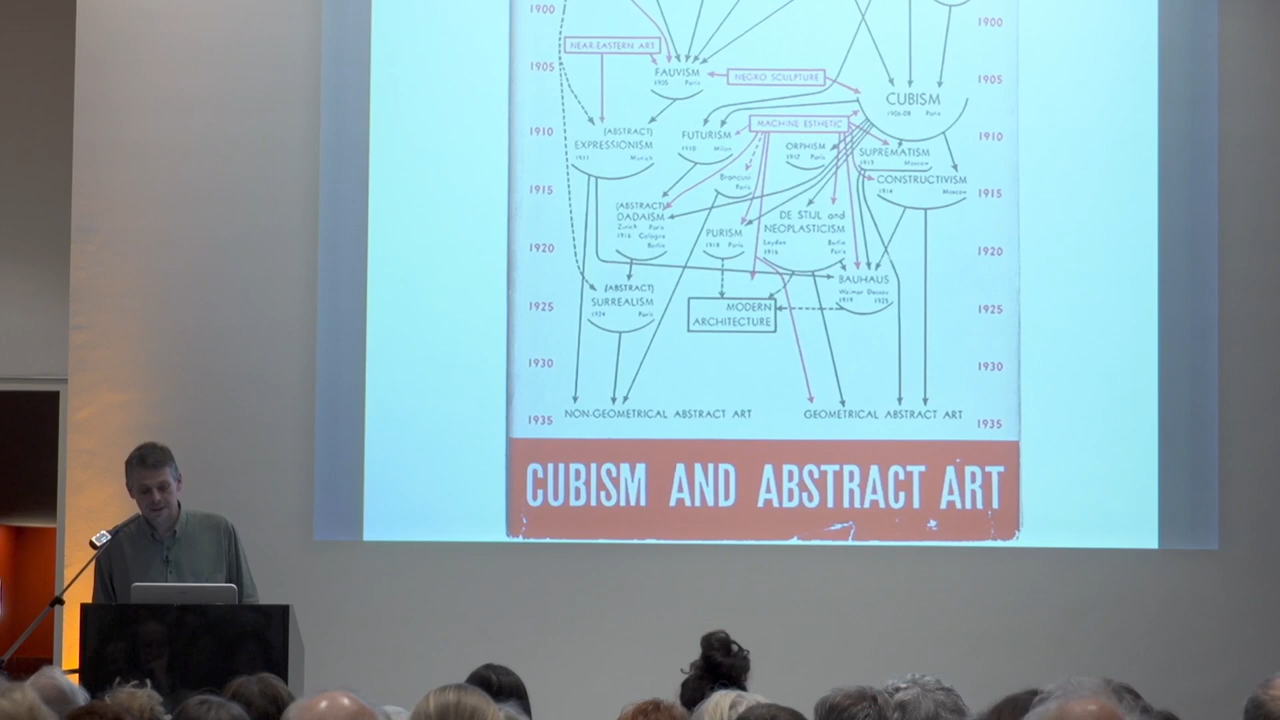 1900
1900
NEAR-EASTERN ART
1905
FAUVISM
1905 Paris
NEGRO SCULPTURE
1905
CUBISM
1906-08 Paris
MACHINE ESTHETIC
1910
(ABSTRACT)
EXPRESSIONISM
1911 Munich
FUTURISM
1910 Milan
ORPHISM
1912 Paris
SUPREMATISM
1913 Moscow
1910
Brancusi
Paris
CONSTRUCTIVISM
1914 Moscow
1915
1915
(ABSTRACT)
DADAISM
Zurich Paris
1916 Cologne
Berlin
PURISM
1918 Paris
DE STIJL and
NEOPLASTICISM
Leyden Berlin
1916 Paris
1920
1920
BAUHAUS
Weimar Dessau
1919 1925
(ABSTRACT)
SURREALISM
1924 Paris
MODERN
ARCHITECTURE
1925
1925
1930
1930
1935
NON-GEOMETRICAL ABSTRACT ART
GEOMETRICAL ABSTRACT ART
1935
CUBISM AND ABSTRACT ART